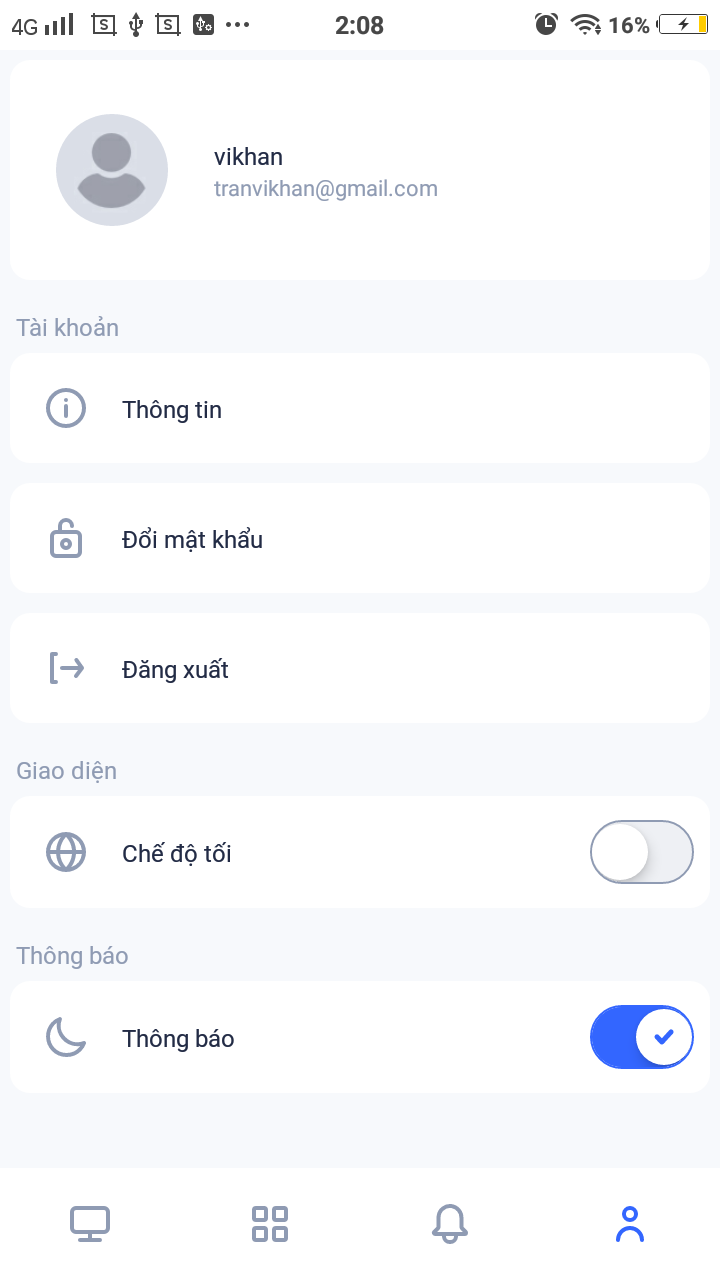 4G 2:08 16%
vikhan
tranvikhan@gmail.com
Tài khoản
Thông tin
Đổi mật khẩu
Đăng xuất
Giao diện
Chế độ tối
Thông báo
Thông báo